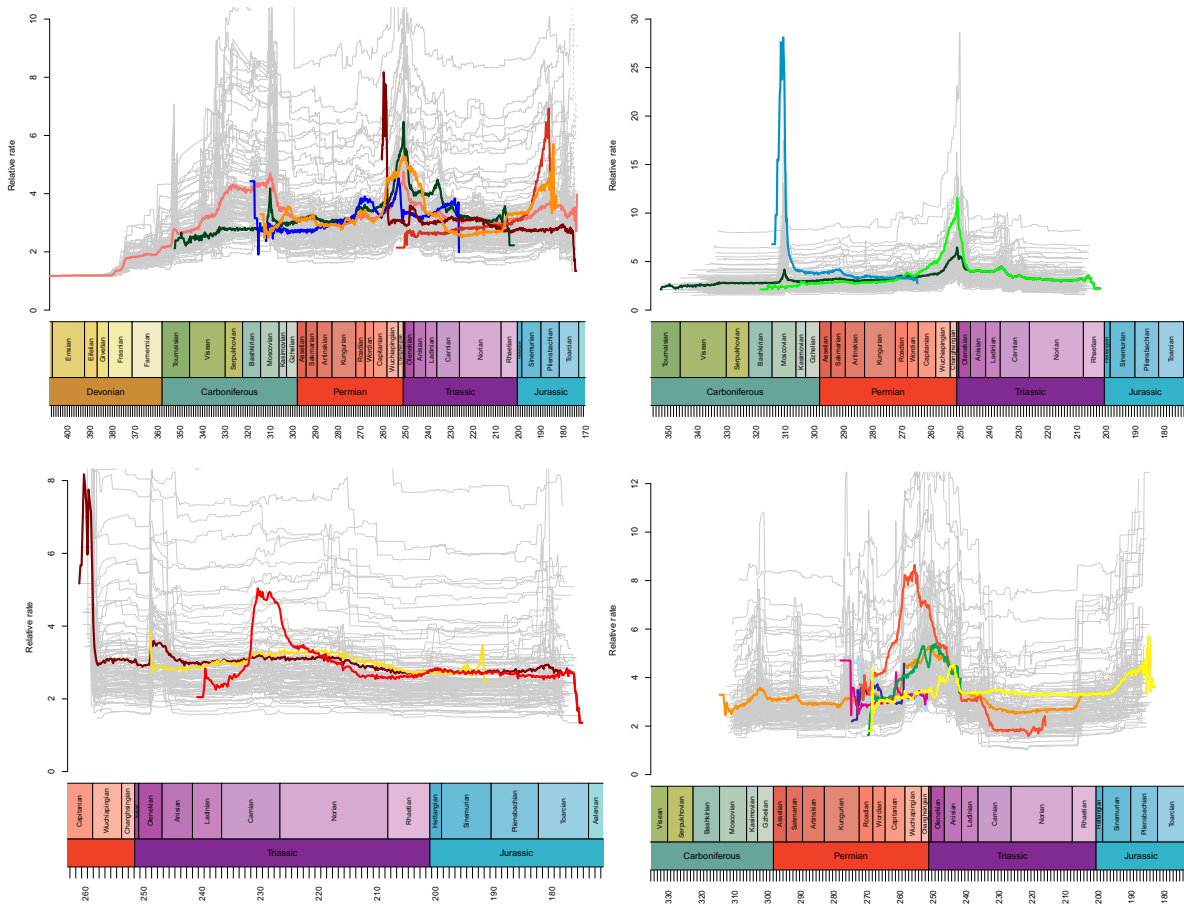 10
8
6
4
2
0
Relative rate
Emsian
Eifelian
Givetian
Frasnian
Famennian
Tournaisian
Visean
Serpukhovian
Bashkirian
Moscovian
Kasimovian
Gzhelian
Asselian
Sakmarian
Artinskian
Kungurian
Roadian
Wordian
Capitanian
Wuchiapingian
Olenekian
Anisian
Ladinian
Carnian
Norian
Rhaetian
Sinemurian
Pliensbachian
Toarcian
Devonian
Carboniferous
Permian
Triassic
Jurassic
400 390 380 370 360 350 340 330 320 310 300 290 280 270 260 250 240 230 220 210 200 190 180 170
30
25
20
15
10
5
0
Relative rate
Tournaisian
Visean
Serpukhovian
Bashkirian
Moscovian
Kasimovian
Gzhelian
Asselian
Sakmarian
Artinskian
Kungurian
Roadian
Wordian
Capitanian
Wuchiapingian
Changhsingian
Olenekian
Anisian
Ladinian
Carnian
Norian
Rhaetian
Hettangian
Sinemurian
Pliensbachian
Toarcian
Carboniferous
Permian
Triassic
Jurassic
350 340 330 320 310 300 290 280 270 260 250 240 230 220 210 200 190 180
8
6
4
2
0
Relative rate
Capitanian
Wuchiapingian
Changhsingian
Olenekian
Anisian
Ladinian
Carnian
Norian
Rhaetian
Hettangian
Sinemurian
Pliensbachian
Toarcian
Aalenian
Triassic
Jurassic
260 250 240 230 220 210 200 190 180
12
10
8
6
4
2
0
Relative rate
Visean
Serpukhovian
Bashkirian
Moscovian
Kasimovian
Gzhelian
Asselian
Sakmarian
Artinskian
Kungurian
Roadian
Wordian
Capitanian
Wuchiapingian
Changhsingian
Olenekian
Anisian
Ladinian
Carnian
Norian
Rhaetian
Hettangian
Sinemurian
Pliensbachian
Toarcian
Carboniferous
Permian
Triassic
Jurassic
330 320 310 300 290 280 270 260 250 240 230 220 210 200 190 180